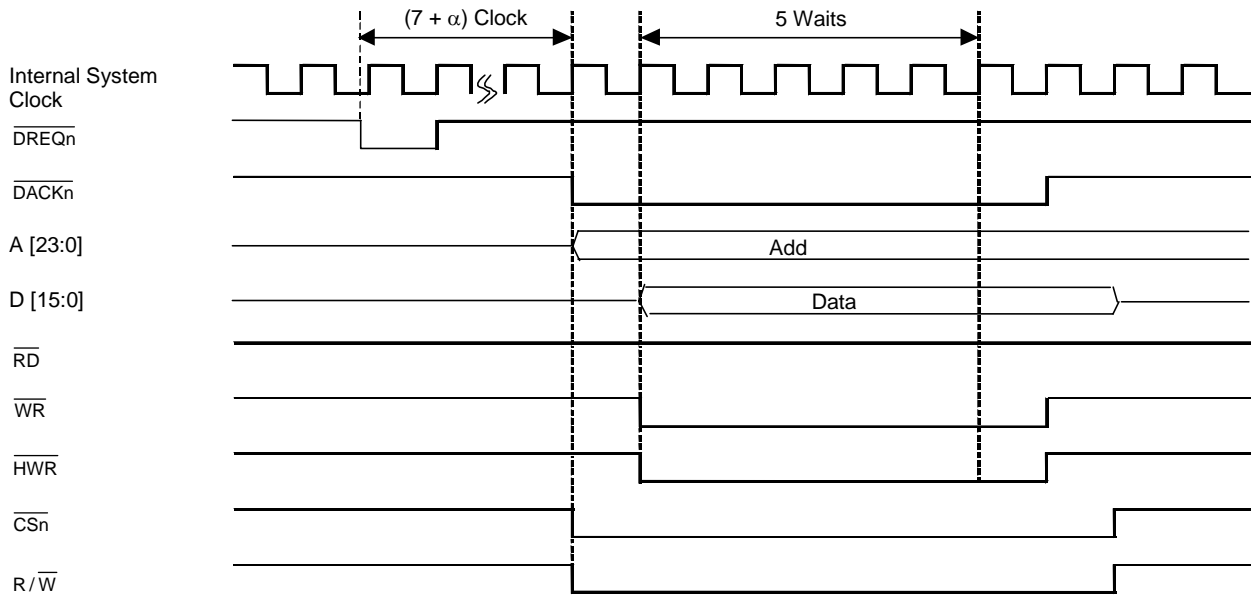 (7 + α) Clock
5 Waits
Internal System
Clock
DREQn
DACKn
A [23:0]
Add
D [15:0]
Data
RD
WR
HWR
CSn
R/W